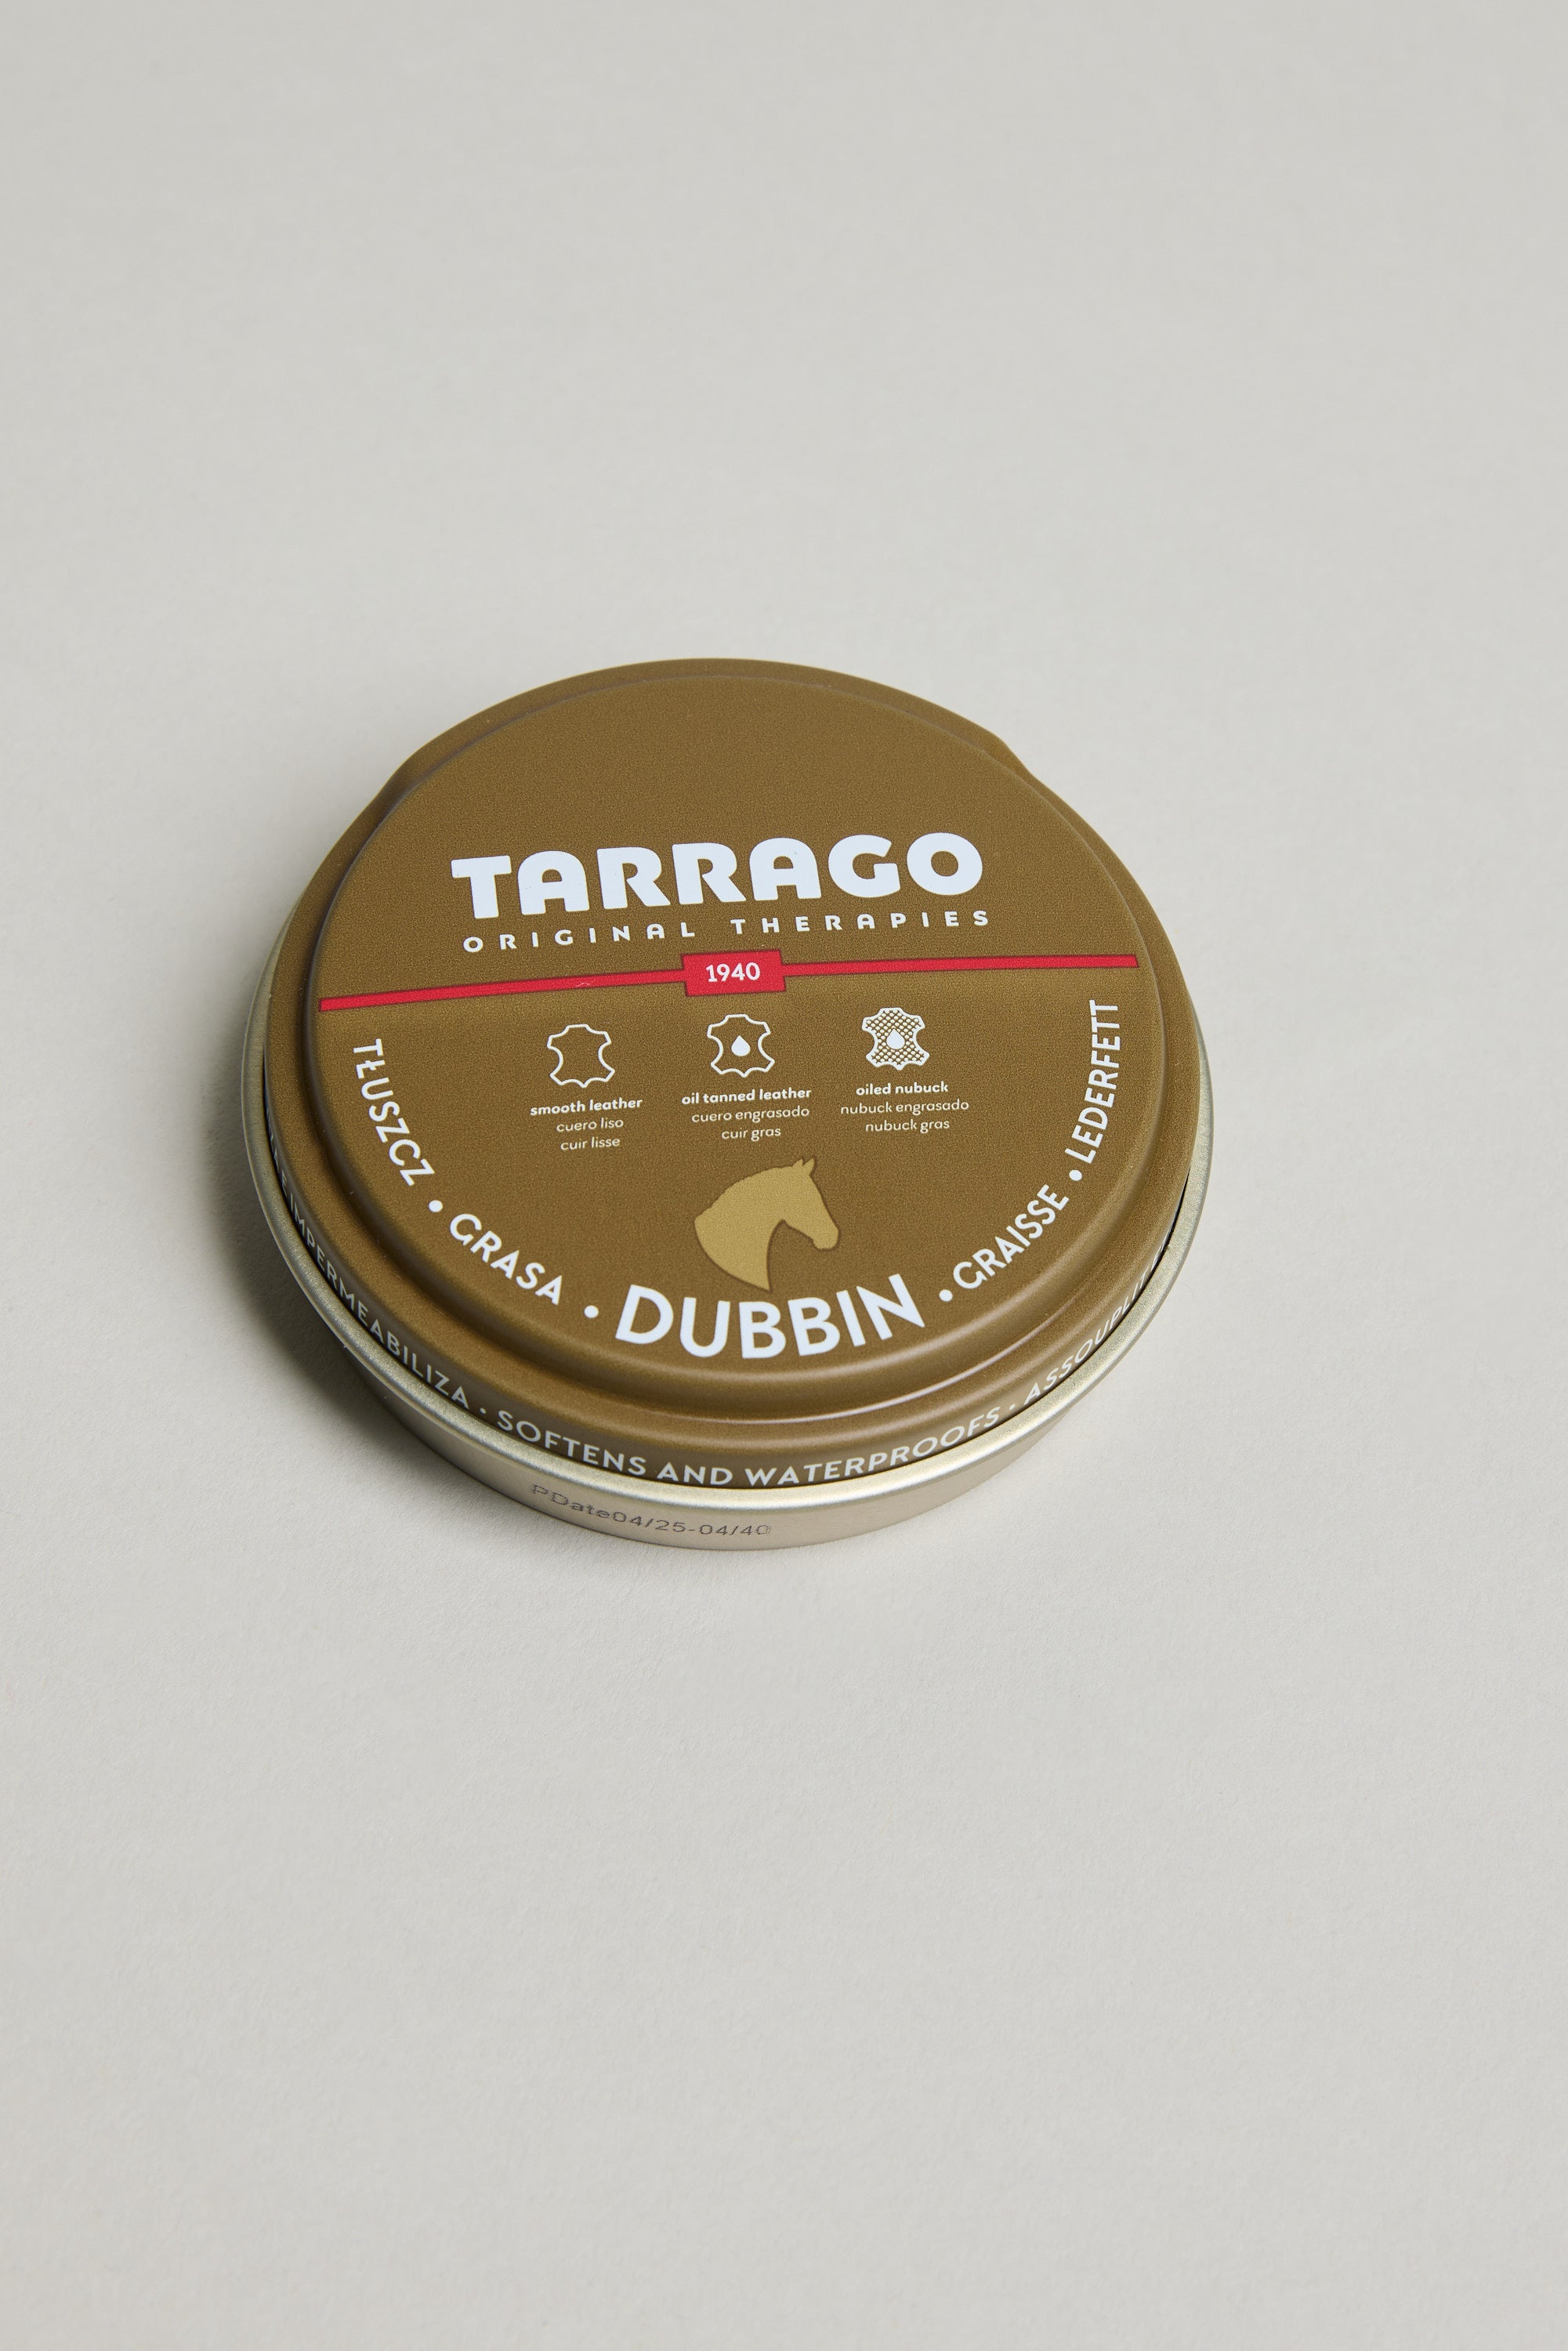 TARRAGO
ORIGINAL THERAPIES
1940
smooth leather
cuero liso
cuir lisse
oil tanned leather
cuero engrasado
cuir gras
oiled nubuck
nubuck engrasado
nubuck gras
TŁUSZCZ • GRASA • DUBBIN • GRAISSE • LEDERFETT
IMPERMEABILIZA • SOFTENS AND WATERPROOFS •
PDate04/25-04/40